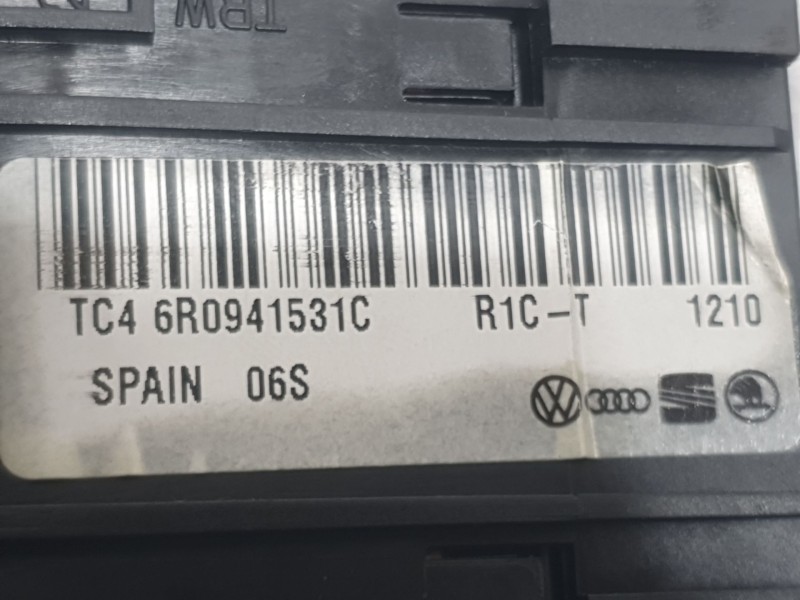 TRW
TC4 6R0941531C R1C-T 1210
SPAIN 06S